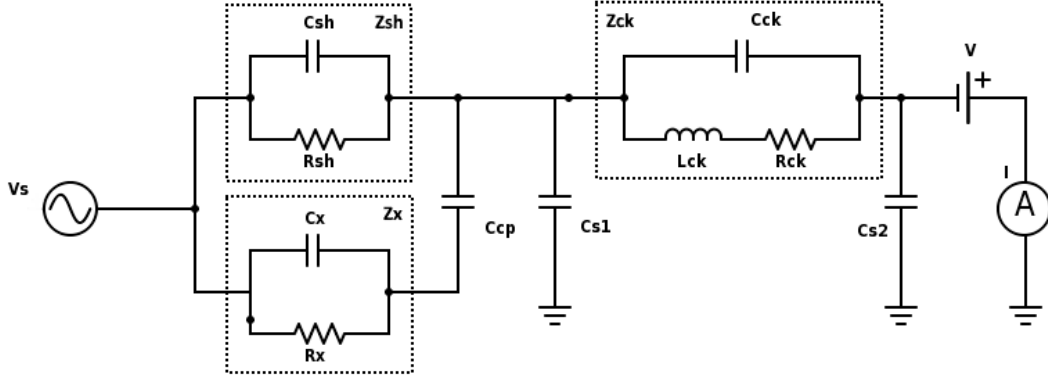 Csh Zsh
Rsh
Zck Cck
Lck Rck
V
+
Vs
Cx Zx
Rx
Ccp
Cs1
Cs2
I
A